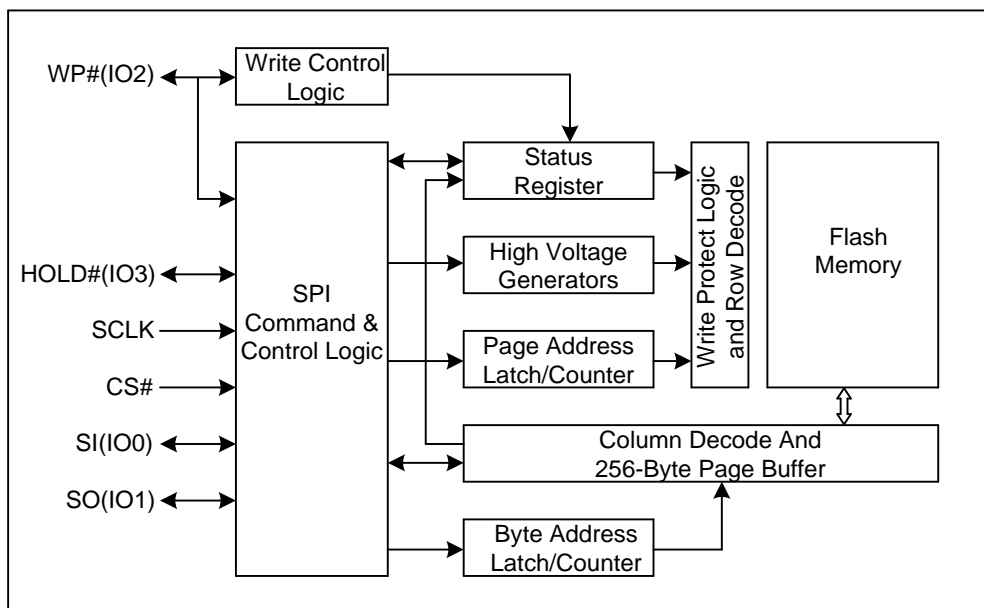 WP#(IO2)
Write Control
Logic
HOLD#(IO3)
SCLK
CS#
SI(IO0)
SO(IO1)
SPI
Command &
Control Logic
Status
Register
High Voltage
Generators
Page Address
Latch/Counter
Write Protect Logic
and Row Decode
Flash
Memory
Column Decode And
256-Byte Page Buffer
Byte Address
Latch/Counter